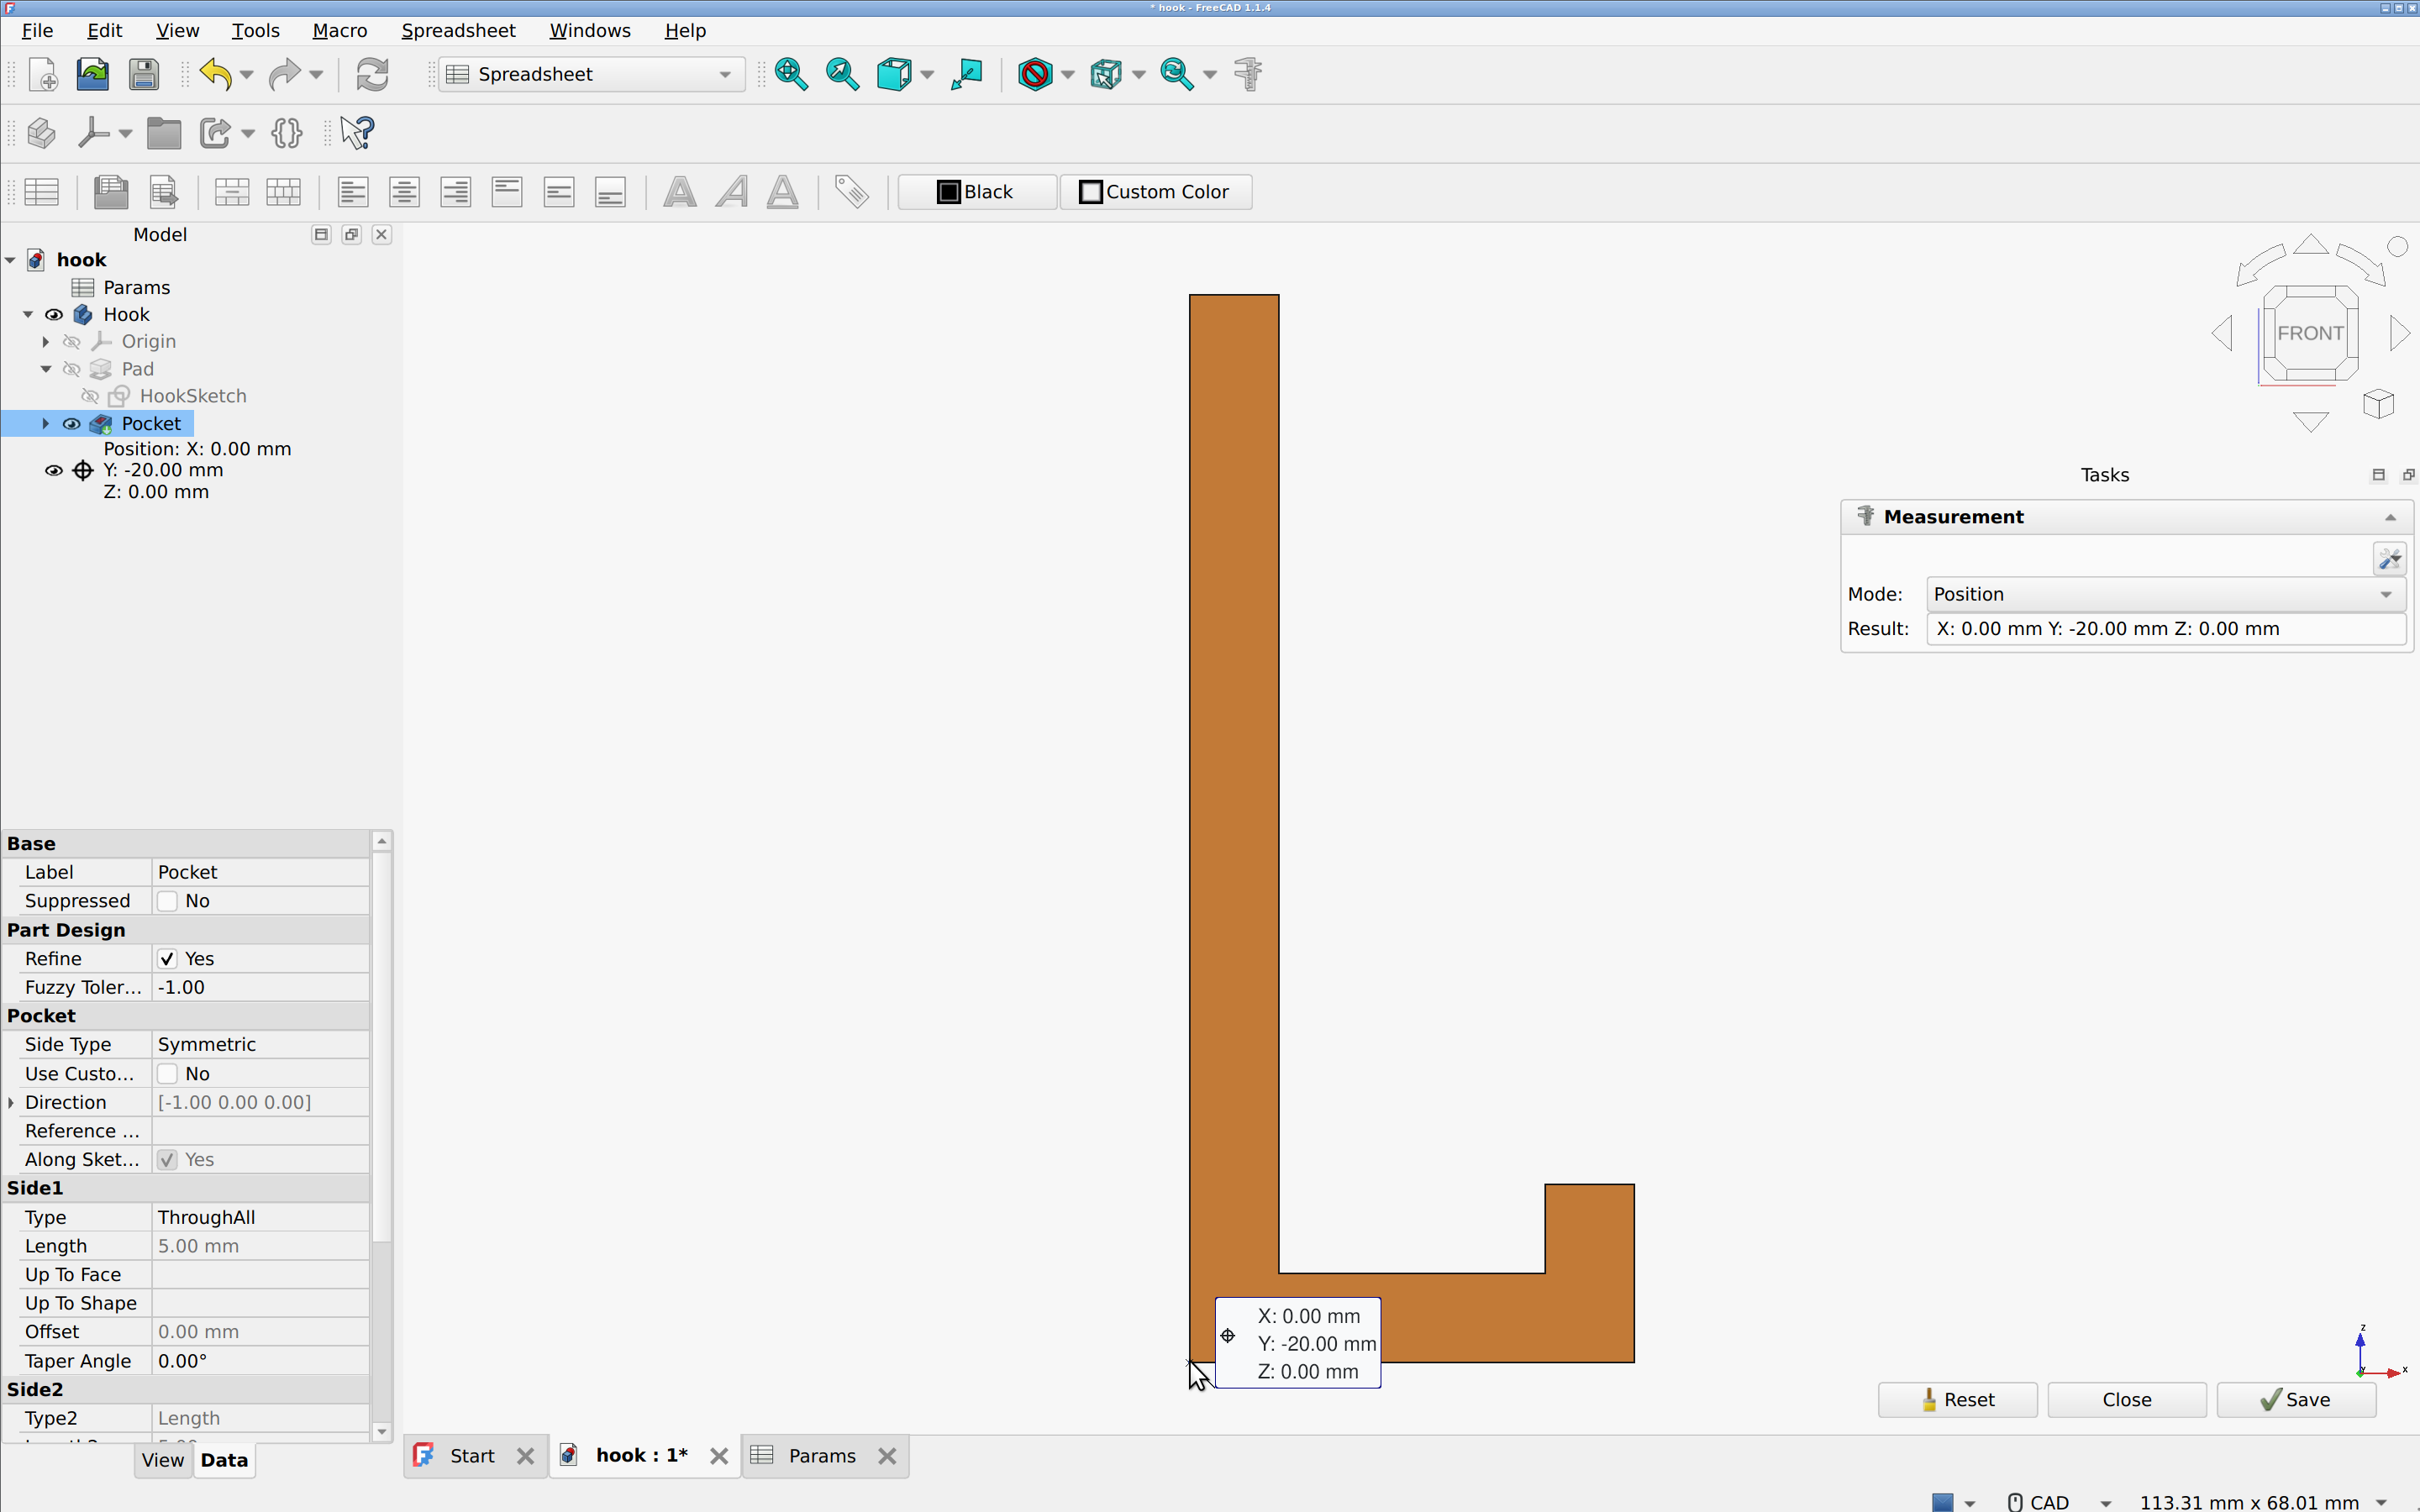 * hook - FreeCAD 1.1.4
File Edit View Tools Macro Spreadsheet Windows Help
Spreadsheet
Black Custom Color
Model
hook
Params
Hook
Origin
Pad
HookSketch
Pocket
Position: X: 0.00 mm
Y: -20.00 mm
Z: 0.00 mm
FRONT
Tasks
Measurement
Mode: Position
Result: X: 0.00 mm Y: -20.00 mm Z: 0.00 mm
Base
Label Pocket
Suppressed No
Part Design
Refine Yes
Fuzzy Toler... -1.00
Pocket
Side Type Symmetric
Use Custo... No
Direction [-1.00 0.00 0.00]
Reference ...
Along Sket... Yes
Side1
Type ThroughAll
Length 5.00 mm
Up To Face
Up To Shape
Offset 0.00 mm
Taper Angle 0.00°
Side2
Type2 Length
X: 0.00 mm
Y: -20.00 mm
Z: 0.00 mm
z
x
Reset Close Save
View Data
Start hook : 1* Params
CAD 113.31 mm x 68.01 mm